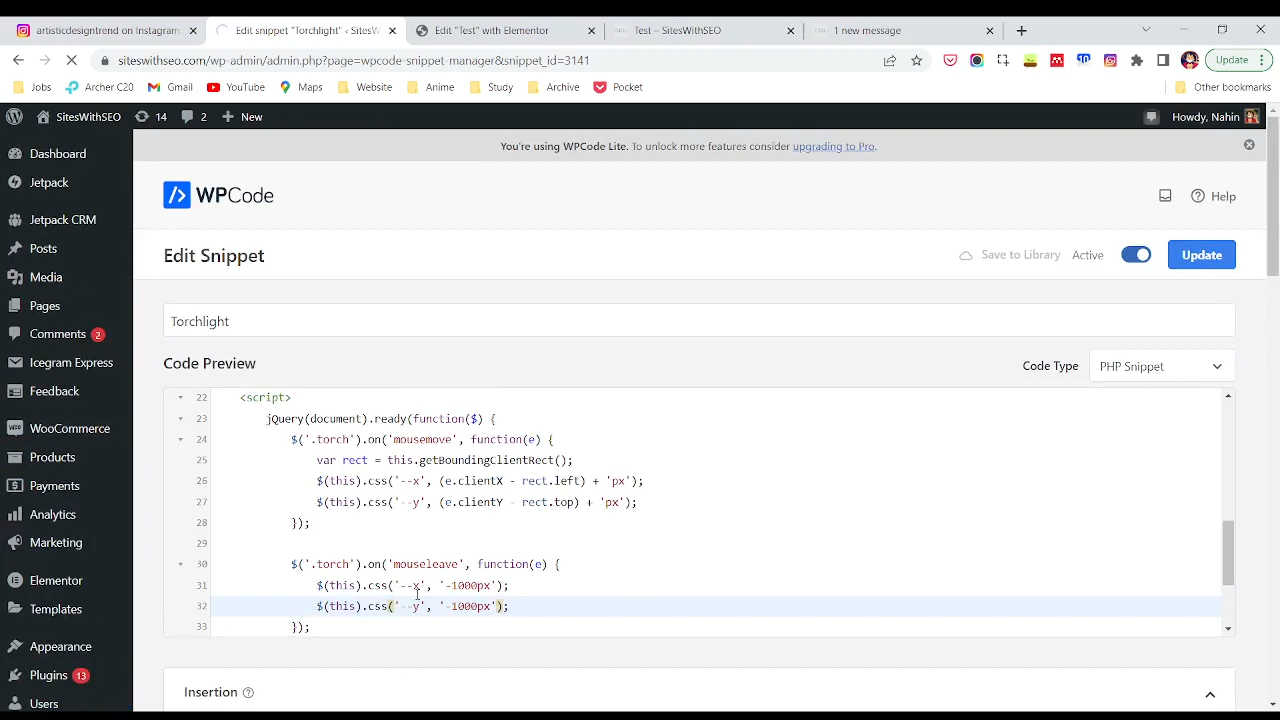 artisticdesigntrend on Instagram
Edit snippet "Torchlight" ‹ SitesW
Edit "Test" with Elementor
Test – SitesWithSEO
1 new message
siteswithseo.com/wp-admin/admin.php?page=wpcode-snippet-manager&snippet_id=3141
Update
Jobs
Archer C20
Gmail
YouTube
Maps
Website
Anime
Study
Archive
Pocket
Other bookmarks
SitesWithSEO
14
2
New
Howdy, Nahin
Dashboard
Jetpack
Jetpack CRM
Posts
Media
Pages
Comments 2
Icegram Express
Feedback
WooCommerce
Products
Payments
Analytics
Marketing
Elementor
Templates
Appearance
Plugins 13
Users
You're using WPCode Lite. To unlock more features consider upgrading to Pro.
WPCode
Help
Edit Snippet
Save to Library
Active
Update
Torchlight
Code Preview
Code Type
PHP Snippet
22 <script>
23 jQuery(document).ready(function($) {
24 $('.torch').on('mousemove', function(e) {
25 var rect = this.getBoundingClientRect();
26 $(this).css('--x', (e.clientX - rect.left) + 'px');
27 $(this).css('--y', (e.clientY - rect.top) + 'px');
28 });
29
30 $('.torch').on('mouseleave', function(e) {
31 $(this).css('--x', '-1000px');
32 $(this).css('--y', '-1000px');
33 });
Insertion